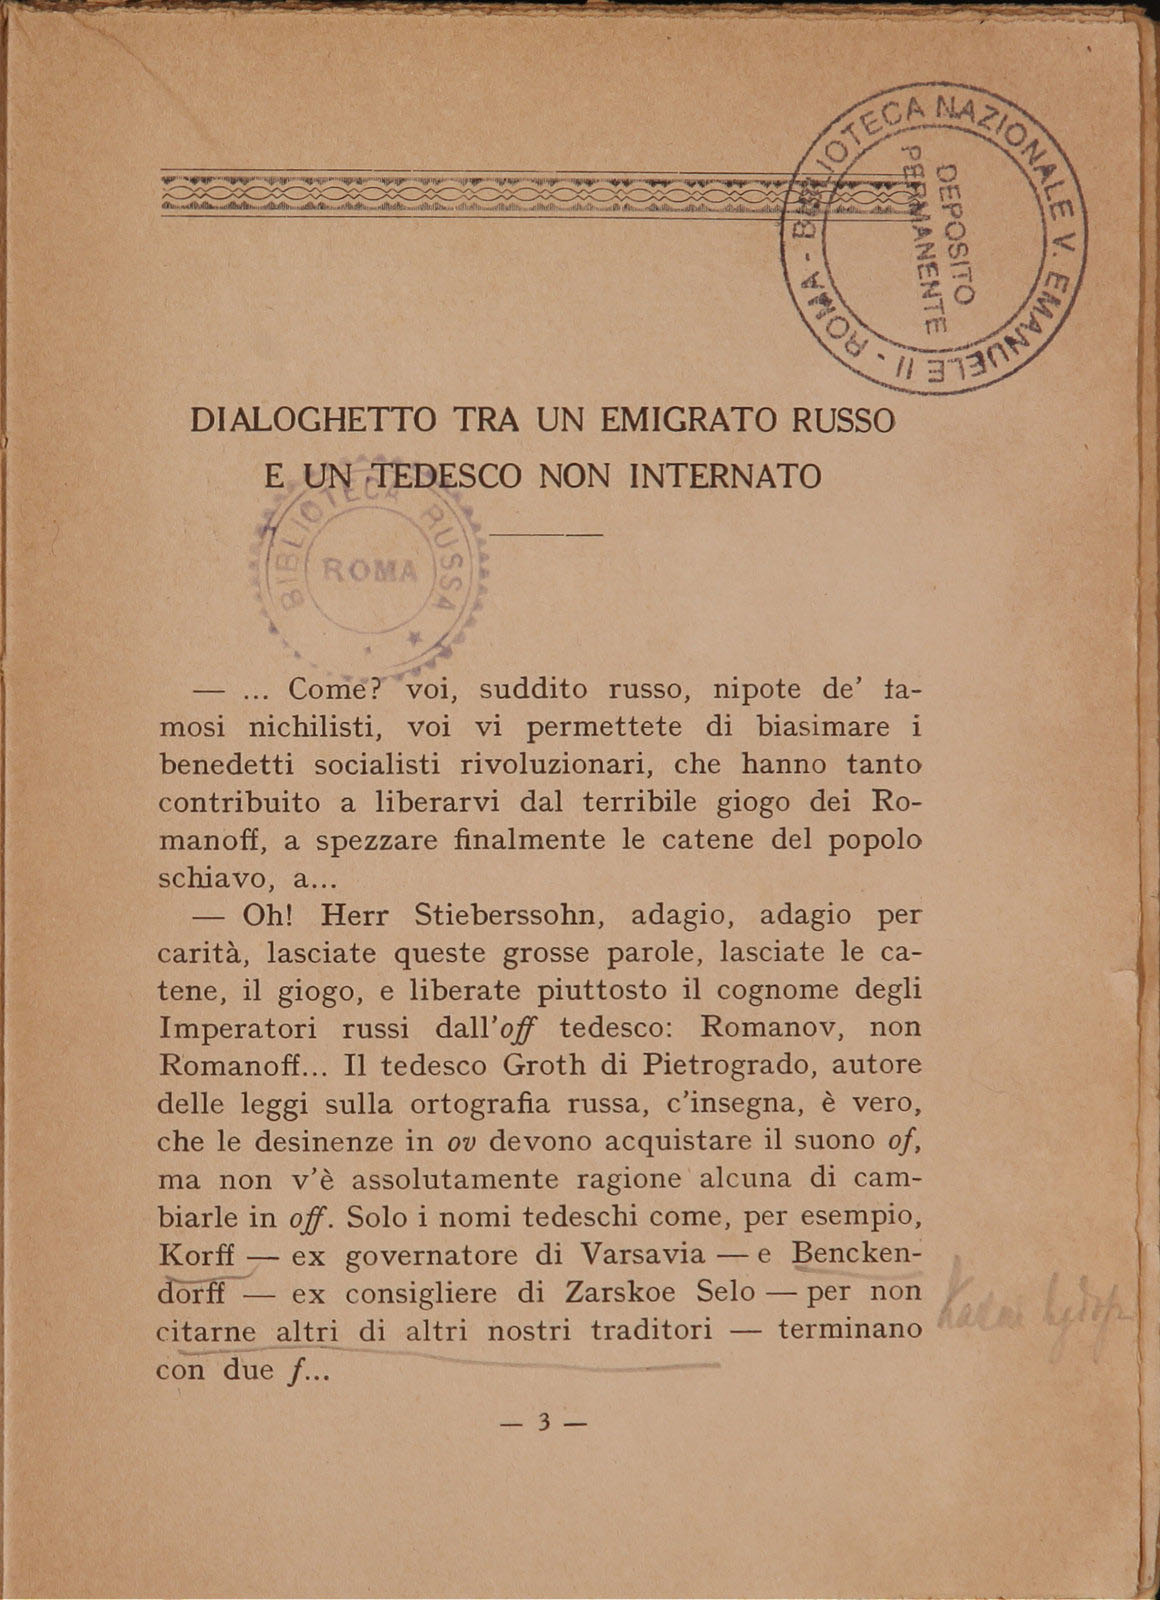 BIBLIOTECA NAZIONALE V. EMANUELE II - ROMA -
DEPOSITO
PERMANENTE
DIALOGHETTO TRA UN EMIGRATO RUSSO
E UN TEDESCO NON INTERNATO
BIBLIOTECA RUSSA
ROMA
— ... Come? voi, suddito russo, nipote de' fa-
mosi nichilisti, voi vi permettete di biasimare i
benedetti socialisti rivoluzionari, che hanno tanto
contribuito a liberarvi dal terribile giogo dei Ro-
manoff, a spezzare finalmente le catene del popolo
schiavo, a...
— Oh! Herr Stieberssohn, adagio, adagio per
carità, lasciate queste grosse parole, lasciate le ca-
tene, il giogo, e liberate piuttosto il cognome degli
Imperatori russi dall'off tedesco: Romanov, non
Romanoff... Il tedesco Groth di Pietrogrado, autore
delle leggi sulla ortografia russa, c'insegna, è vero,
che le desinenze in ov devono acquistare il suono of,
ma non v'è assolutamente ragione alcuna di cam-
biarle in off. Solo i nomi tedeschi come, per esempio,
Korff — ex governatore di Varsavia — e Bencken-
dorff — ex consigliere di Zarskoe Selo — per non
citarne altri di altri nostri traditori — terminano
con due f...
— 3 —